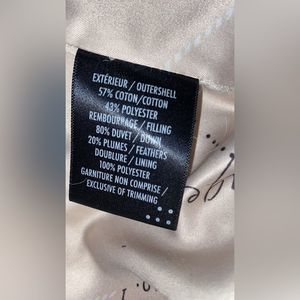 EXTÉRIEUR / OUTERSHELL
57% COTON/COTTON
43% POLYESTER
REMBOURRAGE / FILLING
80% DUVET / DOWN
20% PLUMES / FEATHERS
DOUBLURE / LINING
100% POLYESTER
GARNITURE NON COMPRISE /
EXCLUSIVE OF TRIMMING